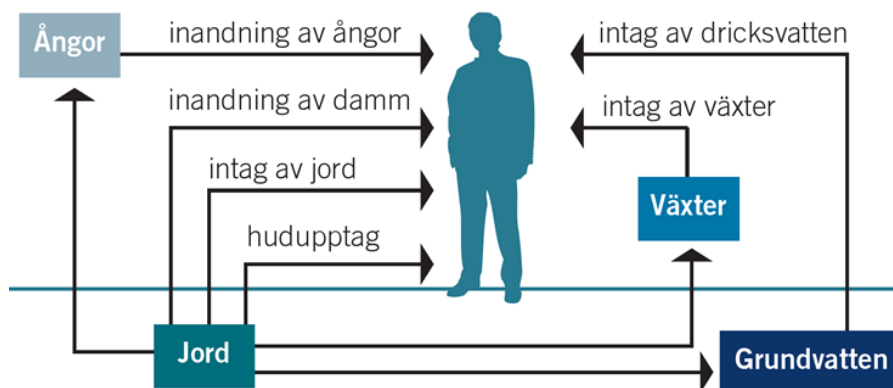 Ångor
inandning av ångor
intag av dricksvatten
inandning av damm
intag av växter
intag av jord
Växter
hudupptag
Jord
Grundvatten